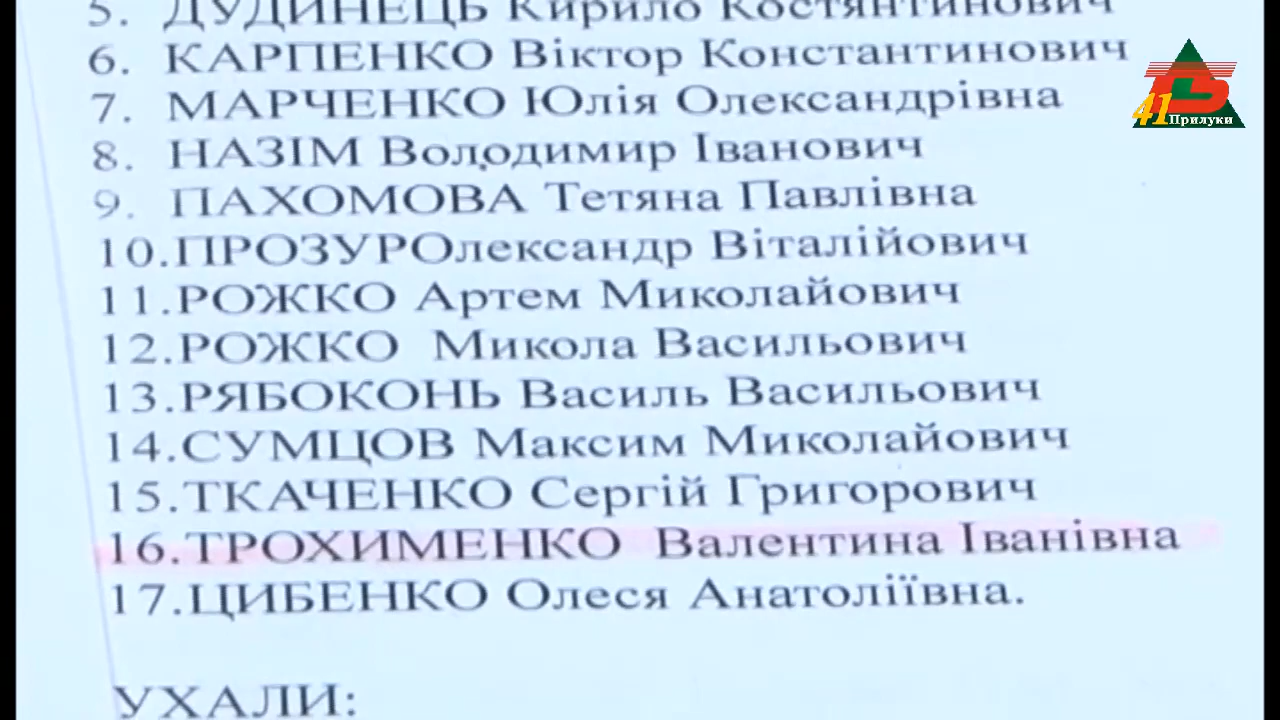 5. ДУДИНЕЦЬ Кирило Костянтинович
6. КАРПЕНКО Віктор Константинович
7. МАРЧЕНКО Юлія Олександрівна
8. НАЗІМ Володимир Іванович
9. ПАХОМОВА Тетяна Павлівна
10.ПРОЗУРОлександр Віталійович
11.РОЖКО Артем Миколайович
12.РОЖКО Микола Васильович
13.РЯБОКОНЬ Василь Васильович
14.СУМЦОВ Максим Миколайович
15.ТКАЧЕНКО Сергій Григорович
16.ТРОХИМЕНКО Валентина Іванівна
17.ЦИБЕНКО Олеся Анатоліївна.
УХАЛИ:
ТВ
41
Прилуки